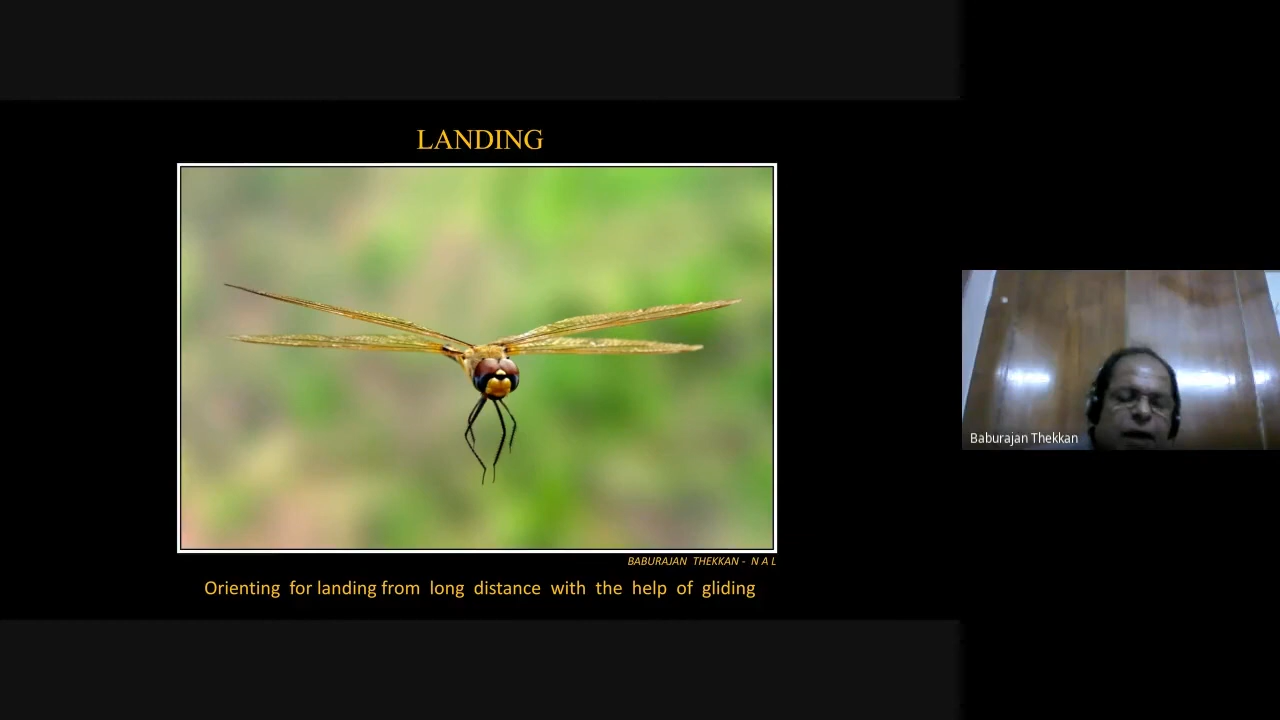 LANDING
BABURAJAN THEKKAN - N A L
Orienting for landing from long distance with the help of gliding
Baburajan Thekkan